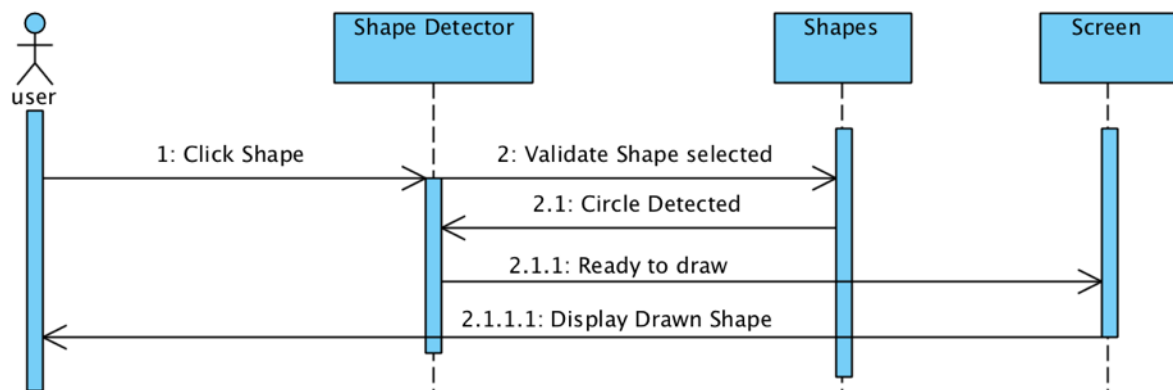 Shape Detector
Shapes
Screen
user
1: Click Shape
2: Validate Shape selected
2.1: Circle Detected
2.1.1: Ready to draw
2.1.1.1: Display Drawn Shape